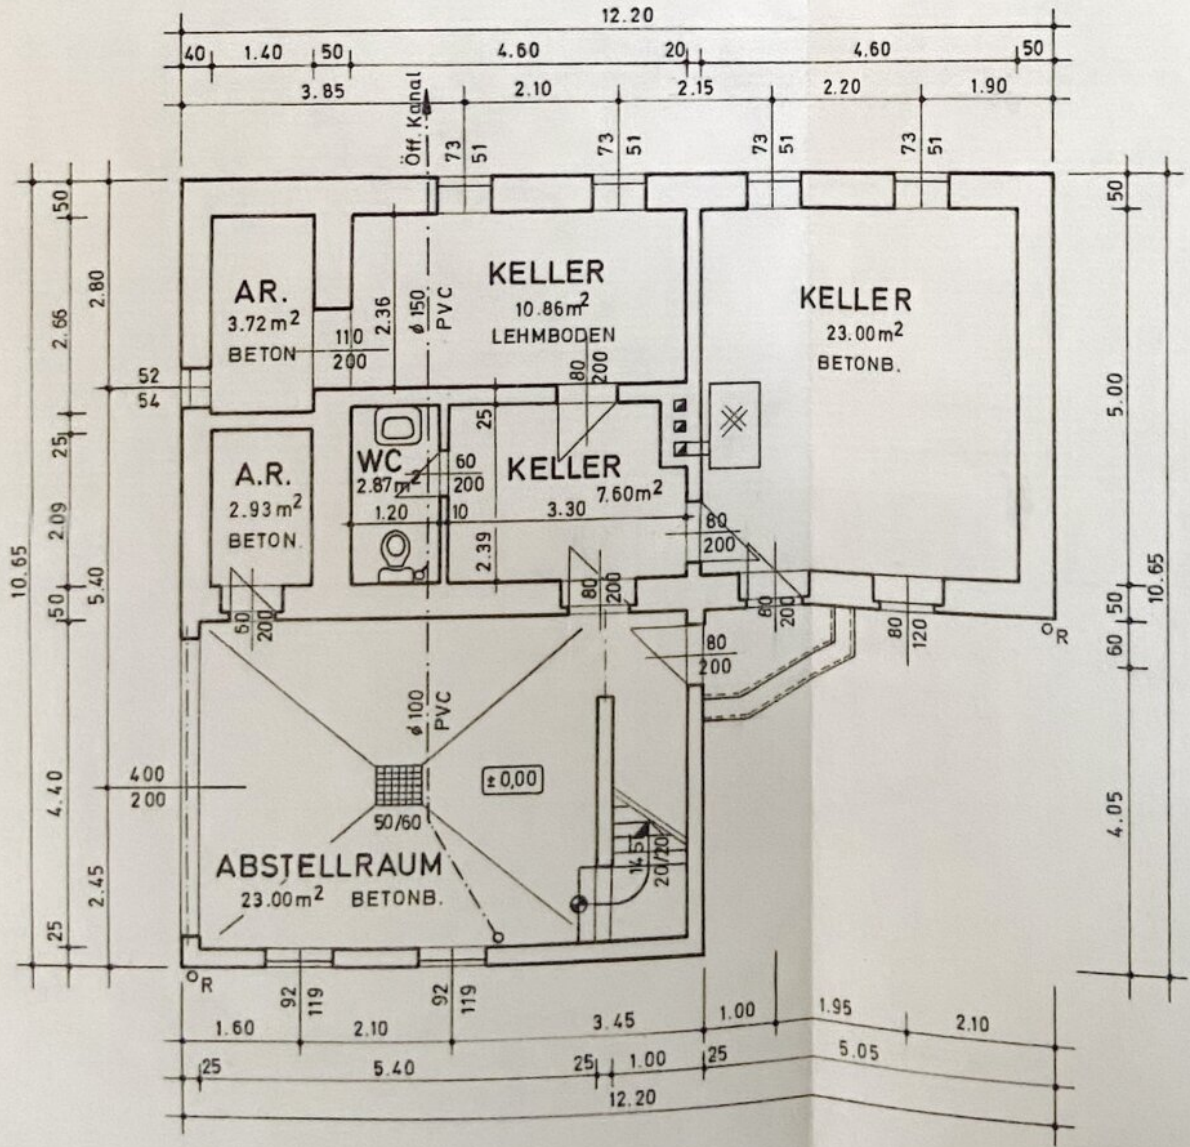 12.20
40 1.40 50 4.60 20 4.60 50
3.85 2.10 2.15 2.20 1.90
Öff. Kanal
73 51
73 51
73 51
73 51
10.65
50
2.66
25
2.09
50
4.40
25
2.80
5.40
2.45
52
54
400
200
AR.
3.72 m²
BETON
110
200
2.36
ø 150
PVC
KELLER
10.86 m²
LEHMBODEN
80
200
KELLER
23.00 m²
BETONB.
A.R.
2.93 m²
BETON.
WC
2.87 m²
60
200
1.20 10 3.30
25
2.39
KELLER
7.60 m²
80
200
60
200
80
200
80
200
80
120
80
200
R
ø 100
PVC
± 0,00
50/60
ABSTELLRAUM
23.00 m² BETONB.
14 ST
20/20
R
92
119
92
119
50
5.00
50
60
4.05
10.65
1.60 2.10 3.45 1.00 1.95 2.10
25 5.40 25 1.00 25 5.05
12.20